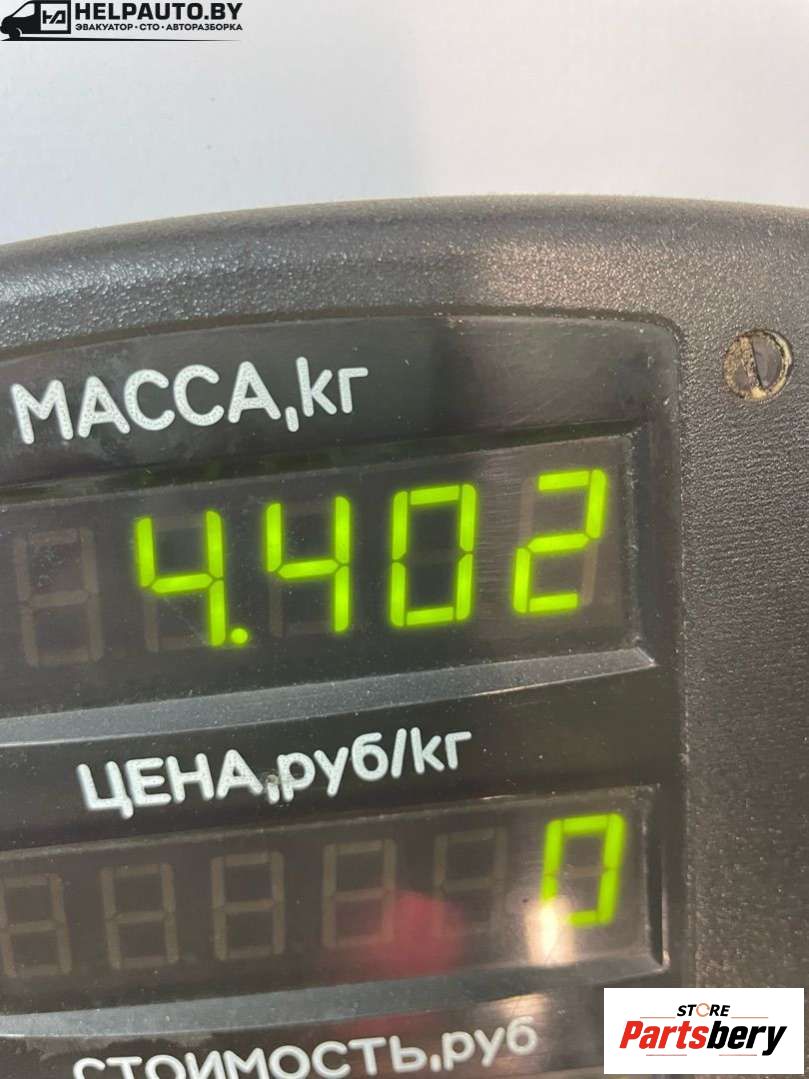 HELPAUTO.BY
ЭВАКУАТОР · СТО · АВТОРАЗБОРКА
МАССА,кг
4.402
ЦЕНА,руб/кг
0
СТОИМОСТЬ,руб
STORE
Partsbery